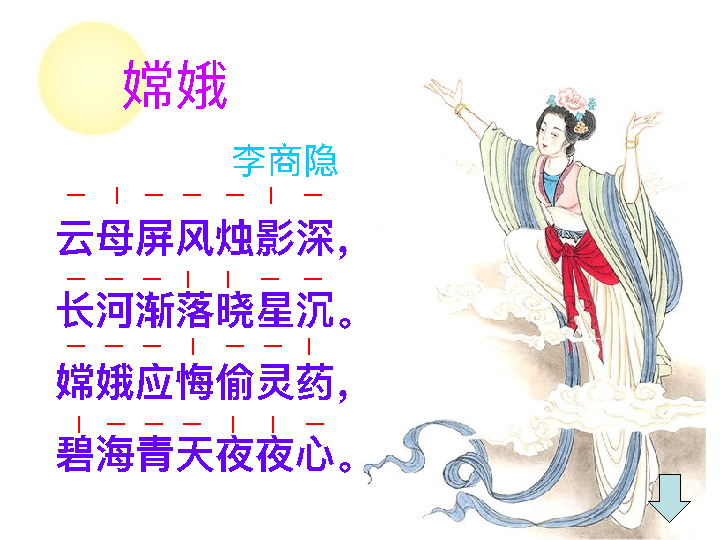 嫦娥
李商隐
— | — — — | —
云母屏风烛影深，
— — — | | — —
长河渐落晓星沉。
— — — | — — |
嫦娥应悔偷灵药，
| — — — | | —
碧海青天夜夜心。